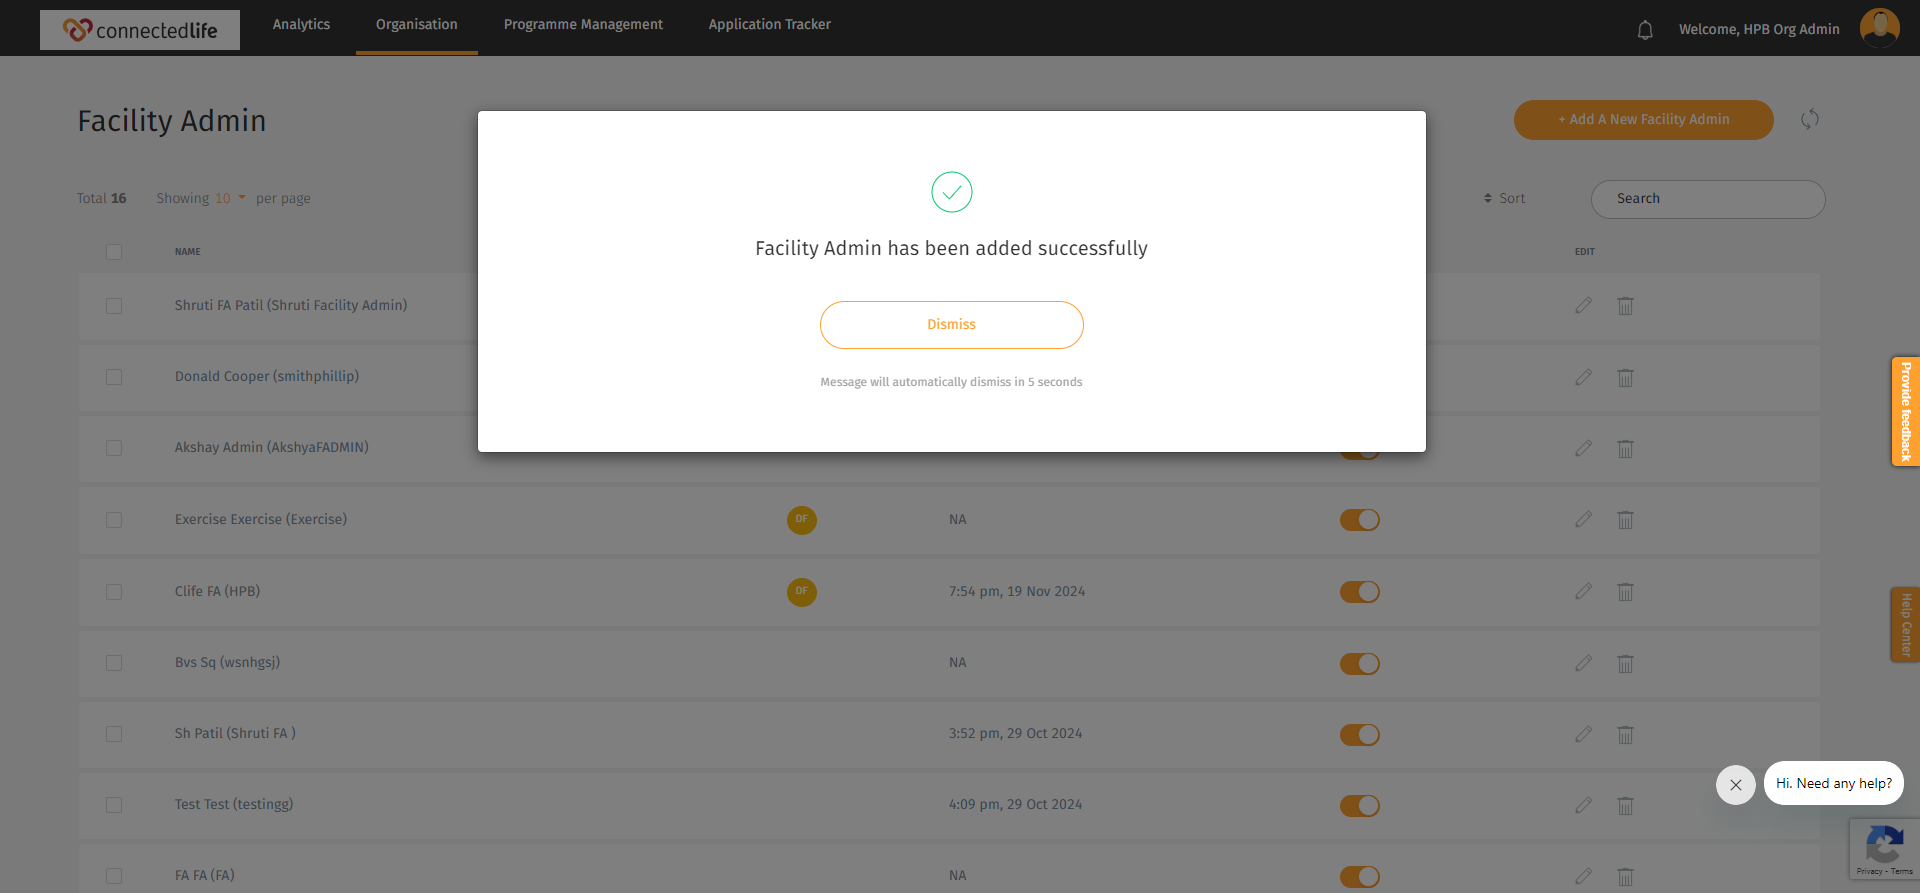 connectedlife
Analytics
Organisation
Programme Management
Application Tracker
Welcome, HPB Org Admin
Facility Admin
+ Add A New Facility Admin
Total 16
Showing 10 per page
Sort
Search
NAME
EDIT
Facility Admin has been added successfully
Dismiss
Message will automatically dismiss in 5 seconds
Shruti FA Patil (Shruti Facility Admin)
Donald Cooper (smithphillip)
Akshay Admin (AkshyaFADMIN)
Exercise Exercise (Exercise)
DF
NA
Clife FA (HPB)
DF
7:54 pm, 19 Nov 2024
Bvs Sq (wsnhgsj)
NA
Sh Patil (Shruti FA )
3:52 pm, 29 Oct 2024
Test Test (testingg)
4:09 pm, 29 Oct 2024
FA FA (FA)
NA
Provide feedback
Help Center
Hi. Need any help?
Privacy - Terms